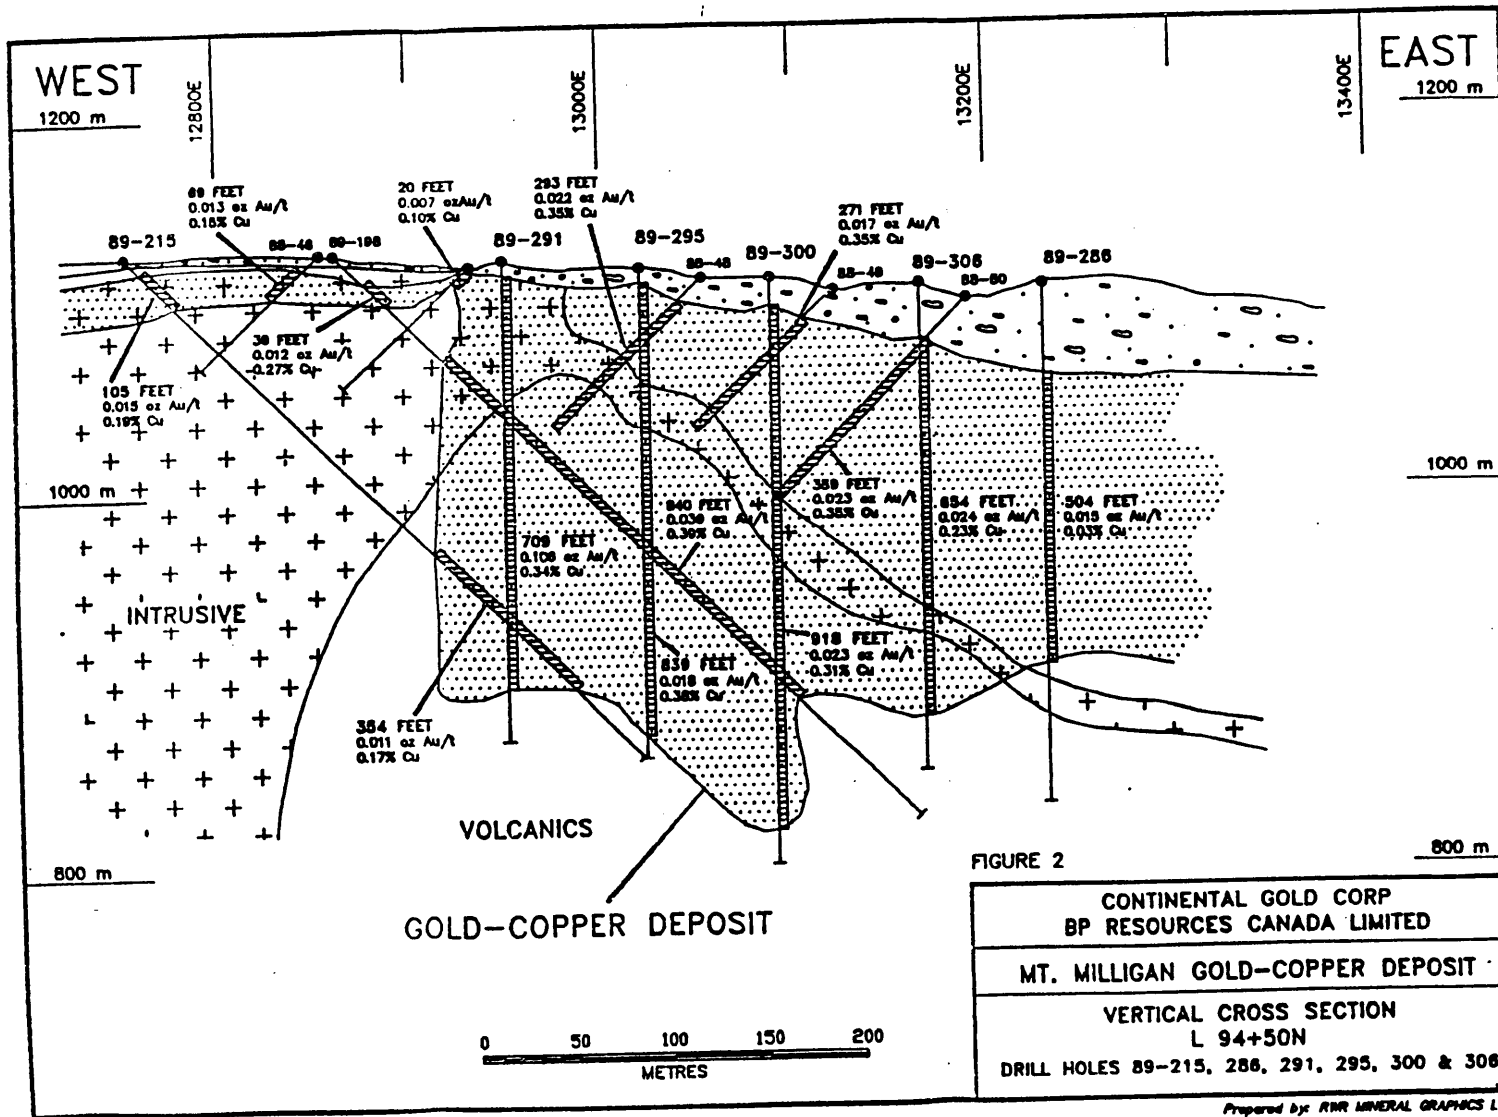 WEST
EAST
1200 m
1200 m
12800E
13000E
13200E
13400E
69 FEET
0.013 oz Au/t
0.15% Cu
20 FEET
0.007 ozAu/t
0.10% Cu
293 FEET
0.022 oz Au/t
0.35% Cu
271 FEET
0.017 oz Au/t
0.35% Cu
89-215
88-46
89-198
89-291
89-295
88-48
89-300
88-49
89-306
88-50
89-286
105 FEET
0.015 oz Au/t
0.19% Cu
36 FEET
0.012 oz Au/t
0.27% Cu
1000 m
1000 m
359 FEET
0.023 oz Au/t
0.35% Cu
940 FEET
0.039 oz Au/t
0.39% Cu
654 FEET
0.024 oz Au/t
0.23% Cu
504 FEET
0.015 oz Au/t
0.03% Cu
709 FEET
0.106 oz Au/t
0.34% Cu
INTRUSIVE
918 FEET
0.023 oz Au/t
0.31% Cu
839 FEET
0.018 oz Au/t
0.38% Cu
354 FEET
0.011 oz Au/t
0.17% Cu
VOLCANICS
800 m
800 m
GOLD-COPPER DEPOSIT
0 50 100 150 200
METRES
FIGURE 2
CONTINENTAL GOLD CORP
BP RESOURCES CANADA LIMITED
MT. MILLIGAN GOLD-COPPER DEPOSIT
VERTICAL CROSS SECTION
L 94+50N
DRILL HOLES 89-215, 286, 291, 295, 300 & 306
Prepared by: RWR MINERAL GRAPHICS L